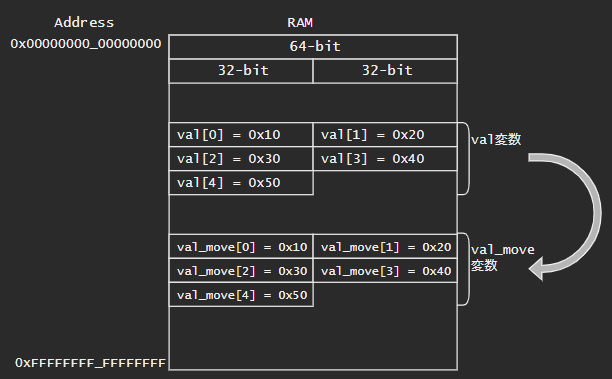 Address RAM
0x00000000_00000000 64-bit
32-bit 32-bit
val[0] = 0x10 val[1] = 0x20
val変数
val[2] = 0x30 val[3] = 0x40
val[4] = 0x50
val_move[0] = 0x10 val_move[1] = 0x20
val_move
変数
val_move[2] = 0x30 val_move[3] = 0x40
val_move[4] = 0x50
0xFFFFFFFF_FFFFFFFF